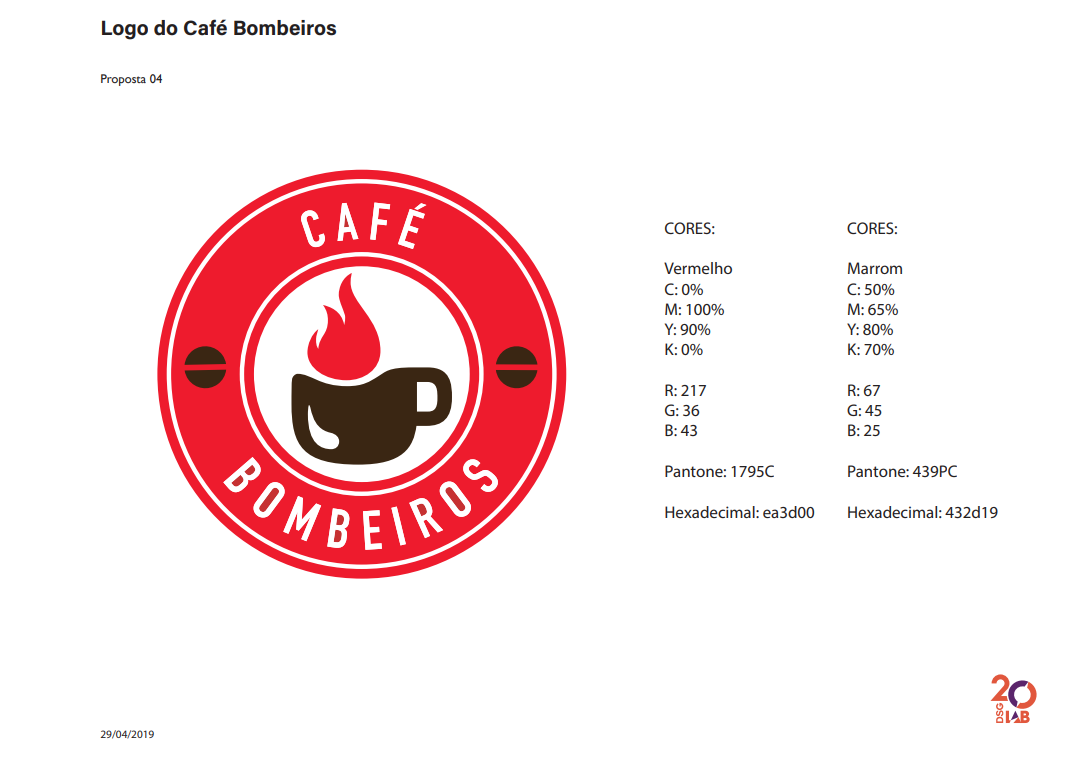 Logo do Café Bombeiros
Proposta 04
CAFÉ
BOMBEIROS
CORES:
Vermelho
C: 0%
M: 100%
Y: 90%
K: 0%
R: 217
G: 36
B: 43
Pantone: 1795C
Hexadecimal: ea3d00
CORES:
Marrom
C: 50%
M: 65%
Y: 80%
K: 70%
R: 67
G: 45
B: 25
Pantone: 439PC
Hexadecimal: 432d19
29/04/2019
20
DSG
LAB